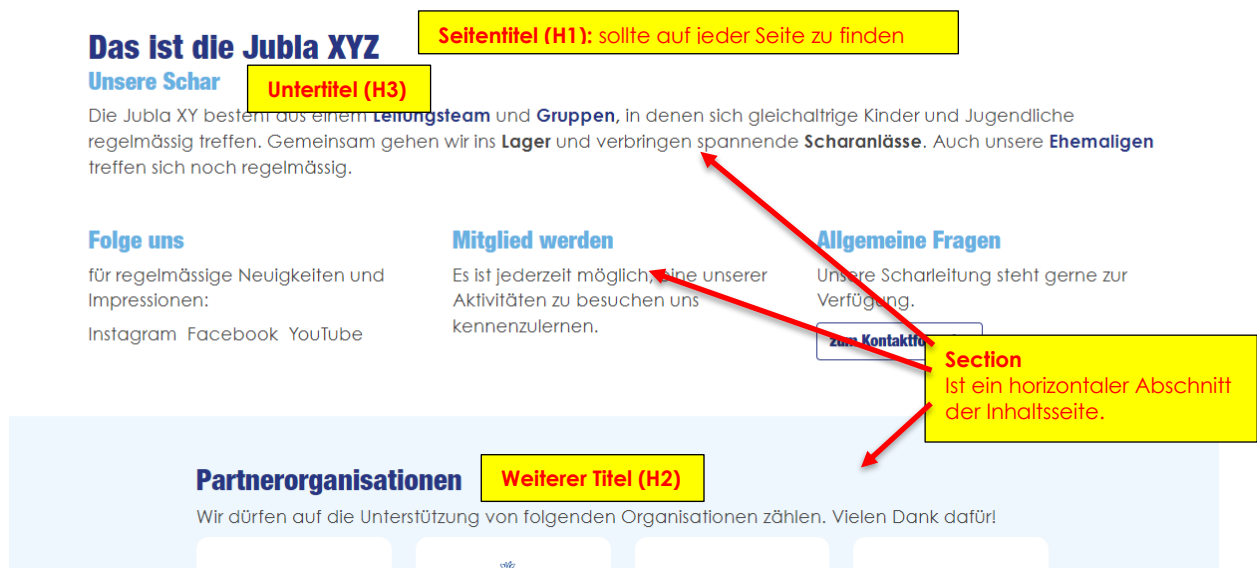 Das ist die Jubla XYZ
Seitentitel (H1): sollte auf jeder Seite zu finden
Unsere Schar
Untertitel (H3)
Die Jubla XY besteht aus einem Leitungsteam und Gruppen, in denen sich gleichaltrige Kinder und Jugendliche
regelmässig treffen. Gemeinsam gehen wir ins Lager und verbringen spannende Scharanlässe. Auch unsere Ehemaligen
treffen sich noch regelmässig.
Folge uns
für regelmässige Neuigkeiten und
Impressionen:
Instagram Facebook YouTube
Mitglied werden
Es ist jederzeit möglich, eine unserer
Aktivitäten zu besuchen uns
kennenzulernen.
Allgemeine Fragen
Unsere Scharleitung steht gerne zur
Verfügung.
zum
Section
Ist ein horizontaler Abschnitt
der Inhaltsseite.
Partnerorganisationen
Weiterer Titel (H2)
Wir dürfen auf die Unterstützung von folgenden Organisationen zählen. Vielen Dank dafür!